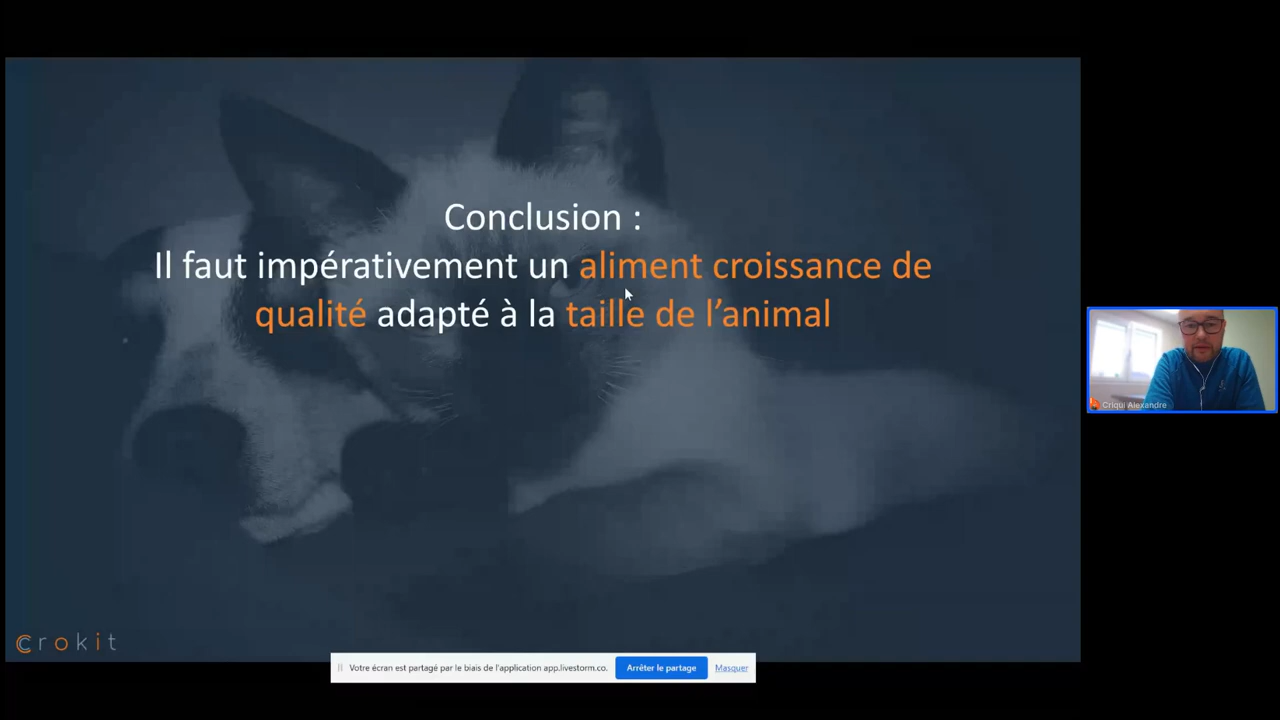 Conclusion :
Il faut impérativement un aliment croissance de
qualité adapté à la taille de l’animal
Criqui Alexandre
crokit
Votre écran est partagé par le biais de l'application app.livestorm.co.
Arrêter le partage
Masquer